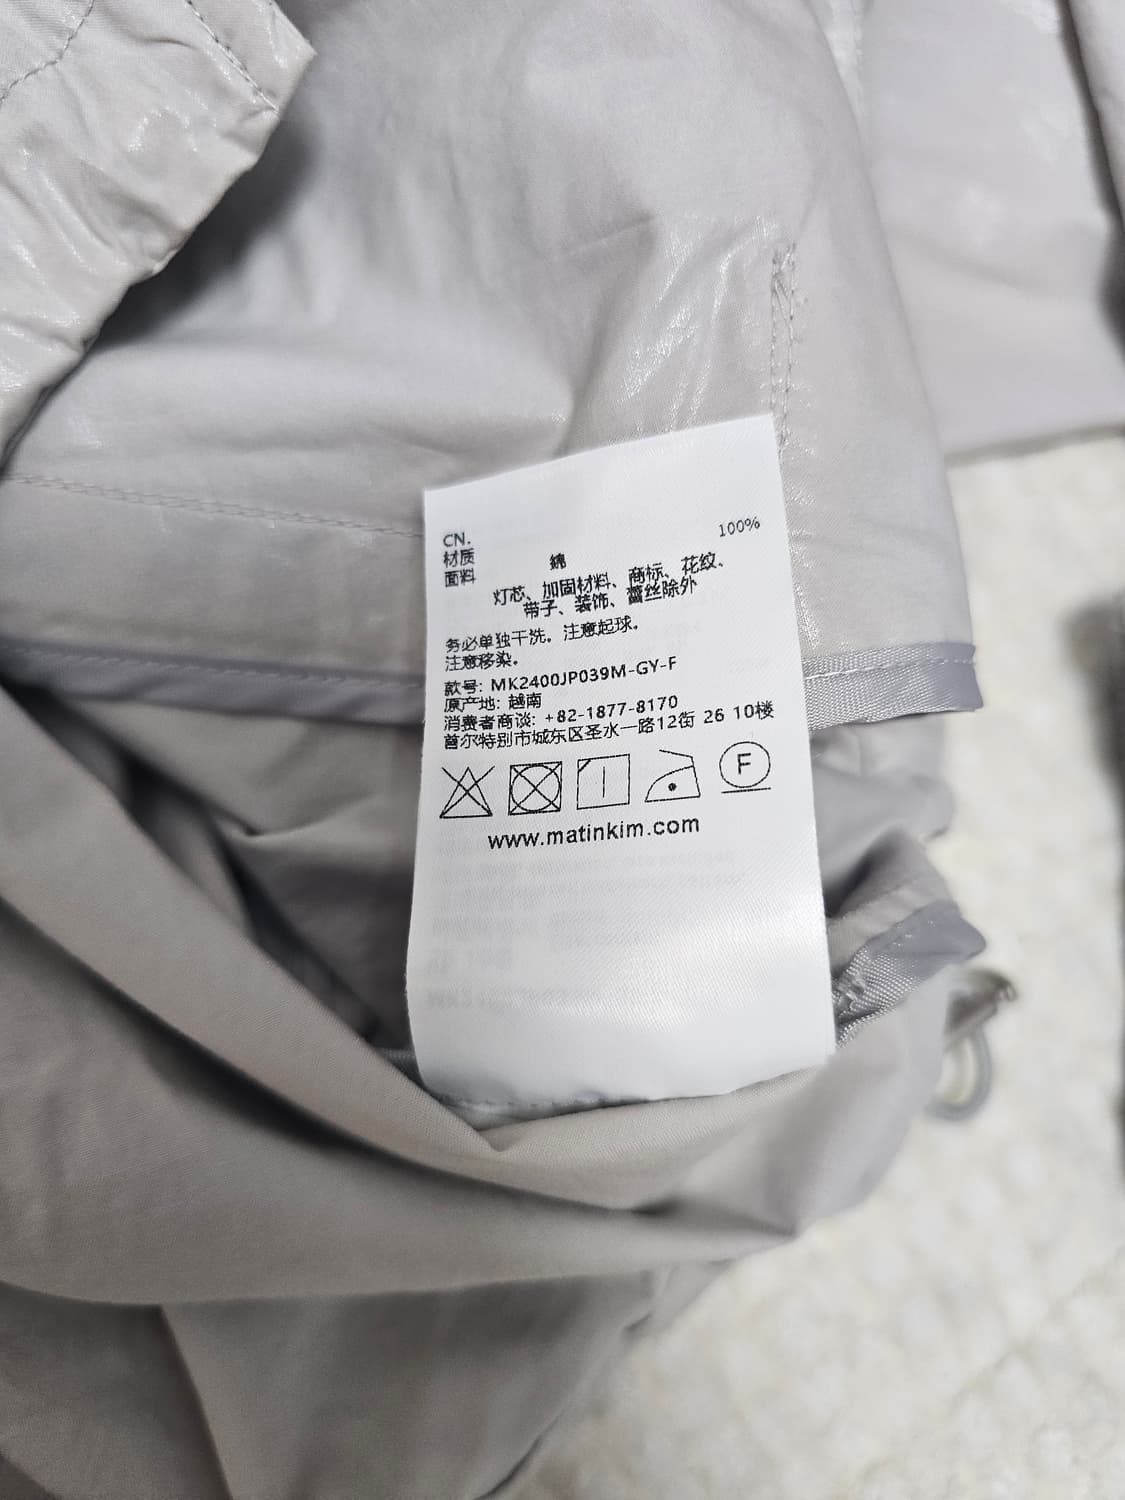 CN.
材质
面料 綿 100%
灯芯、加固材料、商标、花纹、
带子、装饰、蕾丝除外
务必单独干洗。注意起球.
注意移染。
款号: MK2400JP039M-GY-F
原产地: 越南
消费者商谈: +82-1877-8170
首尔特别市城东区圣水一路12街 26 10楼
F
www.matinkim.com